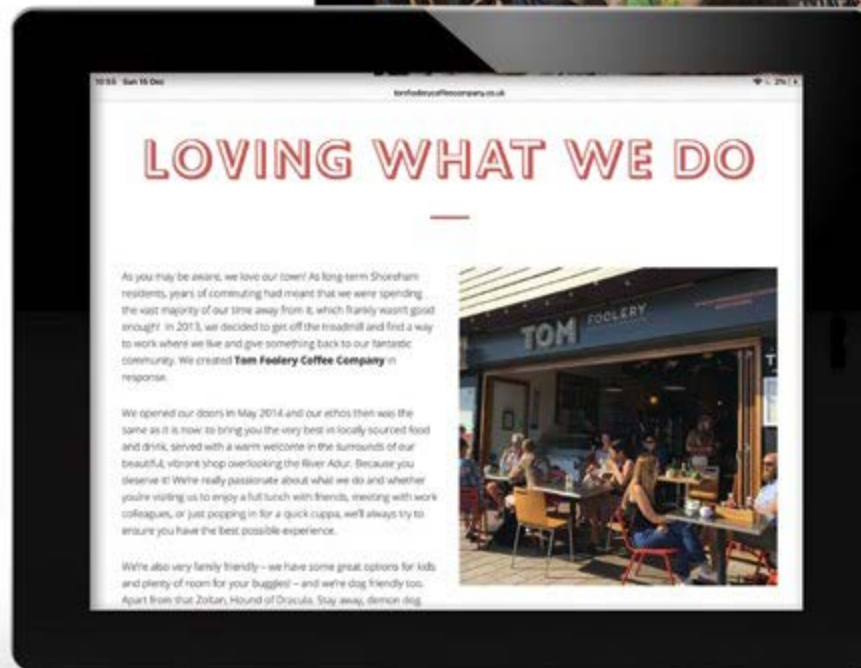 10:55 Sun 15 Dec
tomfoolerycoffeecompany.co.uk
2%
LOVING WHAT WE DO
As you may be aware, we love our town! As long-term Shoreham
residents, years of commuting had meant that we were spending
the vast majority of our time away from it, which frankly wasn't good
enough! In 2013, we decided to get off the treadmill and find a way
to work where we live and give something back to our fantastic
community. We created Tom Foolery Coffee Company in
response.
We opened our doors in May 2014 and our ethos then was the
same as it is now: to bring you the very best in locally sourced food
and drink, served with a warm welcome in the surrounds of our
beautiful, vibrant shop overlooking the River Adur. Because you
deserve it! We're really passionate about what we do and whether
you're visiting us to enjoy a full lunch with friends, meeting with work
colleagues, or just popping in for a quick cuppa, we'll always try to
ensure you have the best possible experience.
We're also very family friendly – we have some great options for kids
and plenty of room for your buggies! – and we're dog friendly too.
Apart from that Zoltan, Hound of Dracula. Stay away, demon dog.
TOM FOOLERY
T